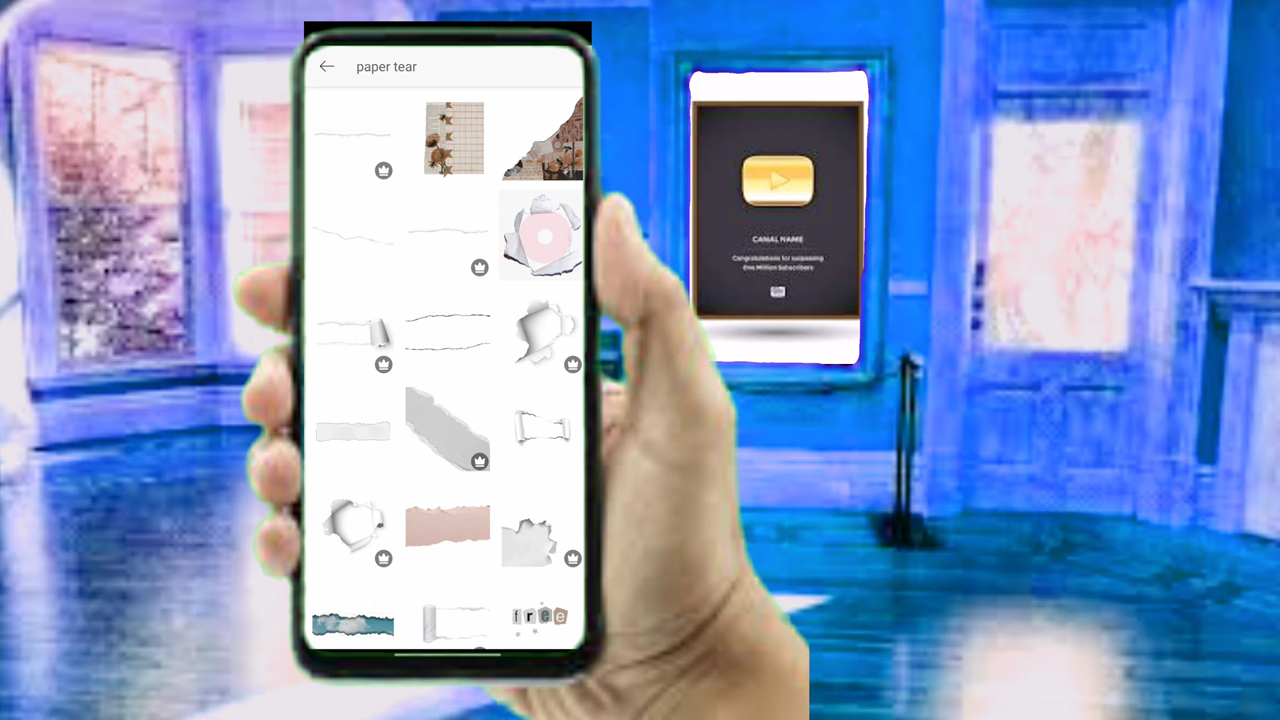 paper tear
free
CANAL NAME
Congratulations for surpassing
One Million Subscribers